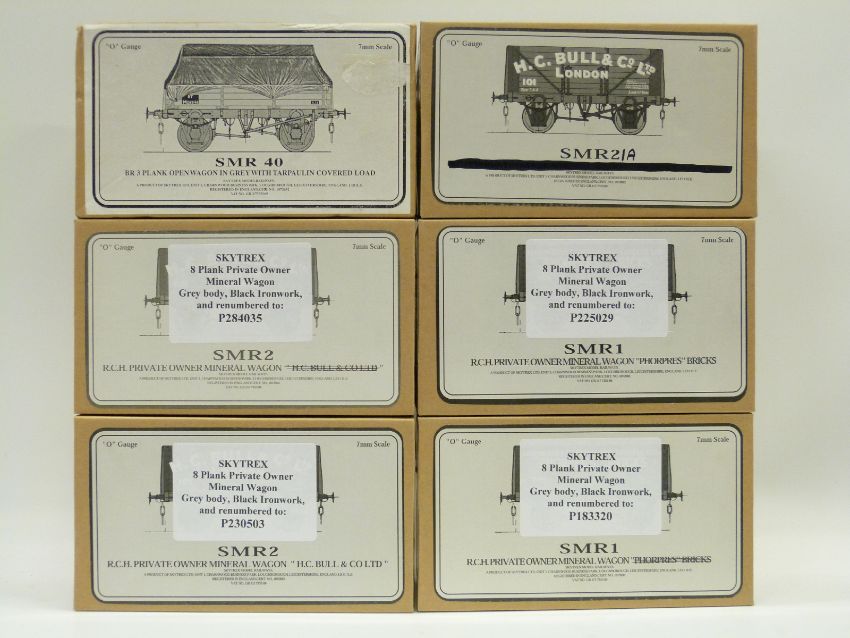 "O" Gauge
7mm Scale
SMR 40
BR 3 PLANK OPEN WAGON IN GREY WITH TARPAULIN COVERED LOAD
"O" Gauge
7mm Scale
H.C. BULL & CO LTD
LONDON
101
SMR21A
"O" Gauge
7mm Scale
SKYTREX
8 Plank Private Owner
Mineral Wagon
Grey body, Black Ironwork,
and renumbered to:
P284035
SMR2
R.C.H. PRIVATE OWNER MINERAL WAGON " H.C. BULL & CO LTD "
"O" Gauge
7mm Scale
SKYTREX
8 Plank Private Owner
Mineral Wagon
Grey body, Black Ironwork,
and renumbered to:
P225029
SMR1
R.C.H. PRIVATE OWNER MINERAL WAGON "PHORPRES" BRICKS
"O" Gauge
7mm Scale
SKYTREX
8 Plank Private Owner
Mineral Wagon
Grey body, Black Ironwork,
and renumbered to:
P230503
SMR2
R.C.H. PRIVATE OWNER MINERAL WAGON " H.C. BULL & CO LTD "
"O" Gauge
7mm Scale
SKYTREX
8 Plank Private Owner
Mineral Wagon
Grey body, Black Ironwork,
and renumbered to:
P183320
SMR1
R.C.H. PRIVATE OWNER MINERAL WAGON "PHORPRES" BRICKS